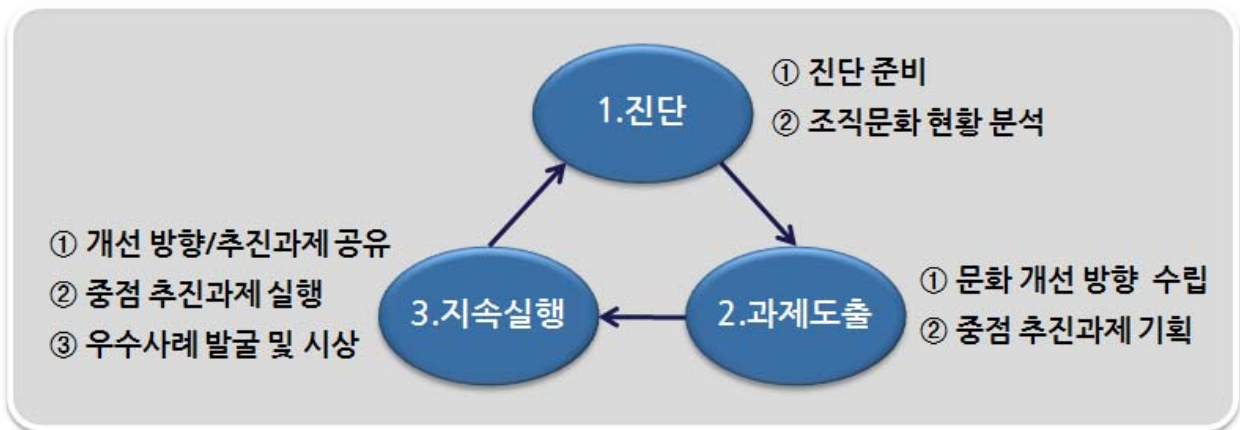 1.진단
① 진단 준비
② 조직문화 현황 분석
2.과제도출
① 문화 개선 방향 수립
② 중점 추진과제 기획
3.지속실행
① 개선 방향/추진과제 공유
② 중점 추진과제 실행
③ 우수사례 발굴 및 시상